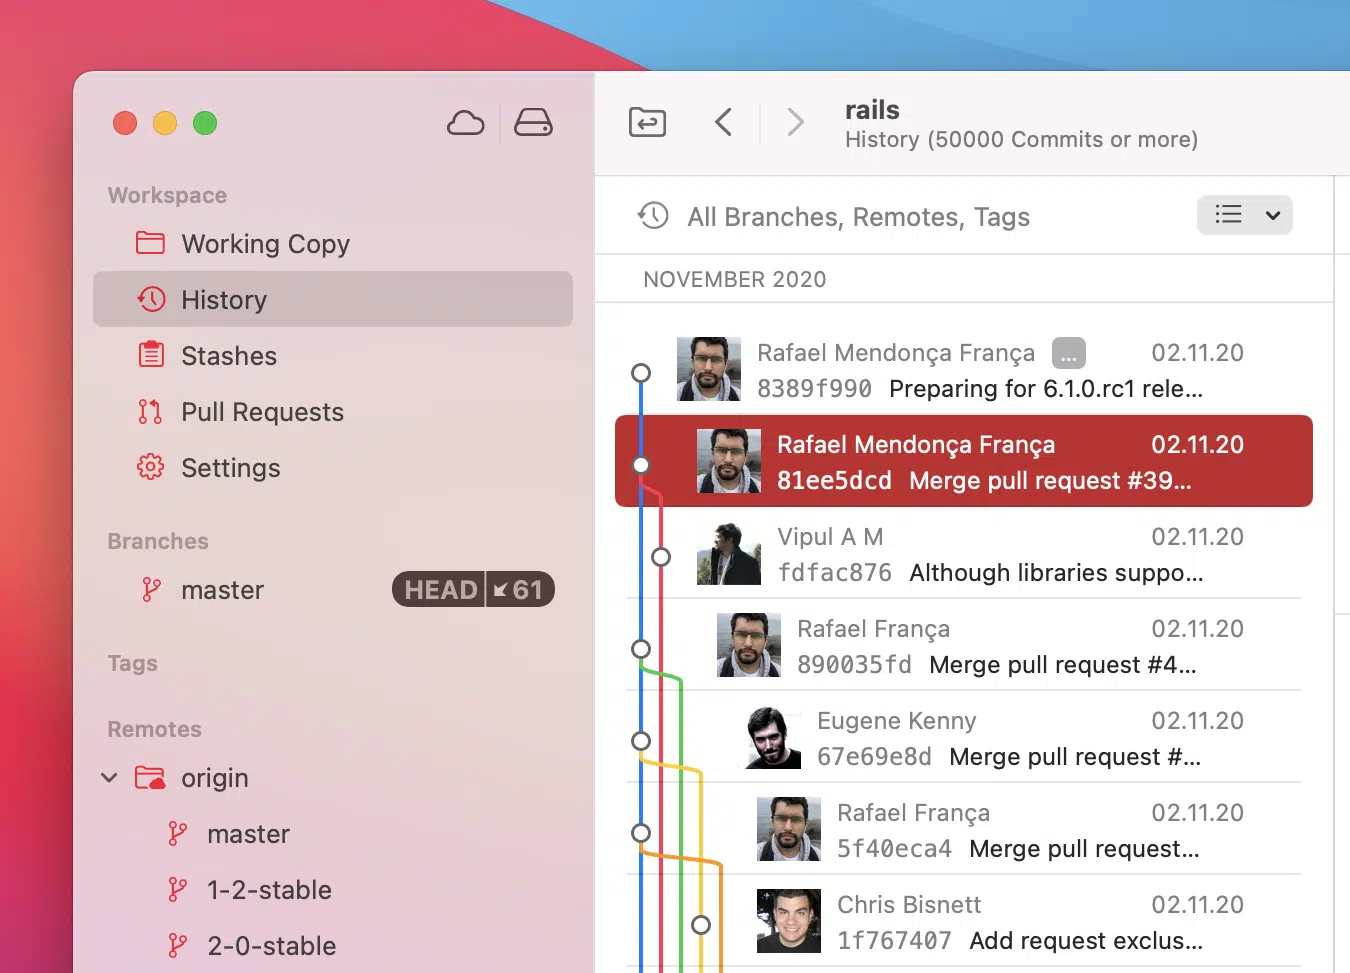 rails
History (50000 Commits or more)
Workspace
Working Copy
History
Stashes
Pull Requests
Settings
Branches
master HEAD 61
Tags
Remotes
origin
master
1-2-stable
2-0-stable
All Branches, Remotes, Tags
NOVEMBER 2020
Rafael Mendonça França ... 02.11.20
8389f990 Preparing for 6.1.0.rc1 rele...
Rafael Mendonça França 02.11.20
81ee5dcd Merge pull request #39...
Vipul A M 02.11.20
fdfac876 Although libraries suppo...
Rafael França 02.11.20
890035fd Merge pull request #4...
Eugene Kenny 02.11.20
67e69e8d Merge pull request #...
Rafael França 02.11.20
5f40eca4 Merge pull request...
Chris Bisnett 02.11.20
1f767407 Add request exclus...